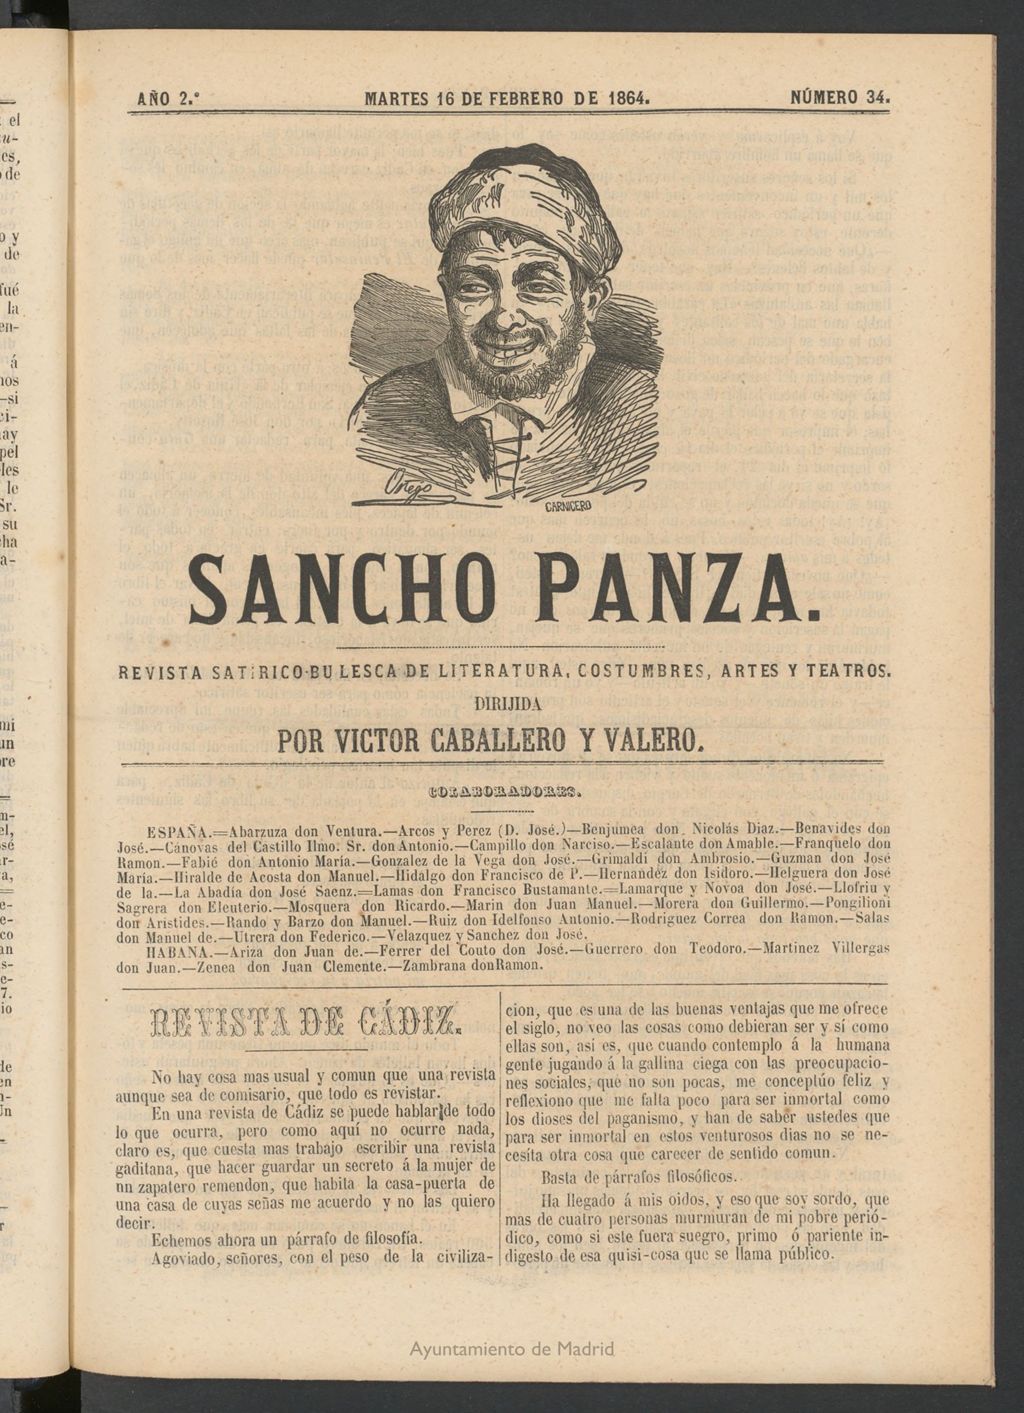 AÑO 2.º
MARTES 16 DE FEBRERO DE 1864.
NÚMERO 34.
Ortego
CARNICERO
SANCHO PANZA.
REVISTA SATÍRICO-BU LESCA DE LITERATURA, COSTUMBRES, ARTES Y TEATROS.
DIRIJIDA
POR VICTOR CABALLERO Y VALERO.
COLABORADORES.
ESPAÑA.=Abarzuza don Ventura.—Arcos y Perez (D. José.)—Benjumea don. Nicolás Diaz.—Benavides don
José.—Cánovas del Castillo Ilmo. Sr. don Antonio.—Campillo don Narciso.—Escalante don Amable.—Franquelo don
Ramon.—Fabié don Antonio María.—Gonzalez de la Vega don José.—Grimaldi don Ambrosio.—Guzman don José
María.—Hiralde de Acosta don Manuel.—Hidalgo don Francisco de P.—Hernandez don Isidoro.—Helguera don José
de la.—La Abadía don José Saenz.=Lamas don Francisco Bustamante.=Lamarque y Novoa don José.—Llofriu y
Sagrera don Eleuterio.—Mosquera don Ricardo.—Marin don Juan Manuel.—Morera don Guillermo.—Pongilioni
don Aristides.—Rando y Barzo don Manuel.—Ruiz don Idelfonso Antonio.—Rodriguez Correa don Ramon.—Salas
don Manuel de.—Utrera don Federico.—Velazquez y Sanchez don José.
HABANA.—Ariza don Juan de.—Ferrer del Couto don José.—Guerrero don Teodoro.—Martinez Villergas
don Juan.—Zenea don Juan Clemente.—Zambrana donRamon.
REVISTA DE CÁDIZ.
No hay cosa mas usual y comun que una revista
aunque sea de comisario, que todo es revistar.
En una revista de Cádiz se puede hablar de todo
lo que ocurra, pero como aquí no ocurre nada,
claro es, que cuesta mas trabajo escribir una revista
gaditana, que hacer guardar un secreto á la mujer de
nn zapatero remendon, que habita la casa-puerta de
una casa de cuyas señas me acuerdo y no las quiero
decir.
Echemos ahora un párrafo de filosofía.
Agoviado, señores, con el peso de la civiliza-
cion, que es una de las buenas ventajas que me ofrece
el siglo, no veo las cosas como debieran ser y sí como
ellas son, asi es, que cuando contemplo á la humana
gente jugando á la gallina ciega con las preocupacio-
nes sociales, que no son pocas, me conceptúo feliz y
reflexiono que me falta poco para ser inmortal como
los dioses del paganismo, y han de saber ustedes que
para ser inmortal en estos venturosos dias no se ne-
cesíta otra cosa que carecer de sentido comun.
Basta de párrafos filosóficos.
Ha llegado á mis oidos, y eso que soy sordo, que
mas de cuatro personas murmuran de mi pobre perió-
dico, como si este fuera suegro, primo ó pariente in-
digesto de esa quisi-cosa que se llama público.
Ayuntamiento de Madrid